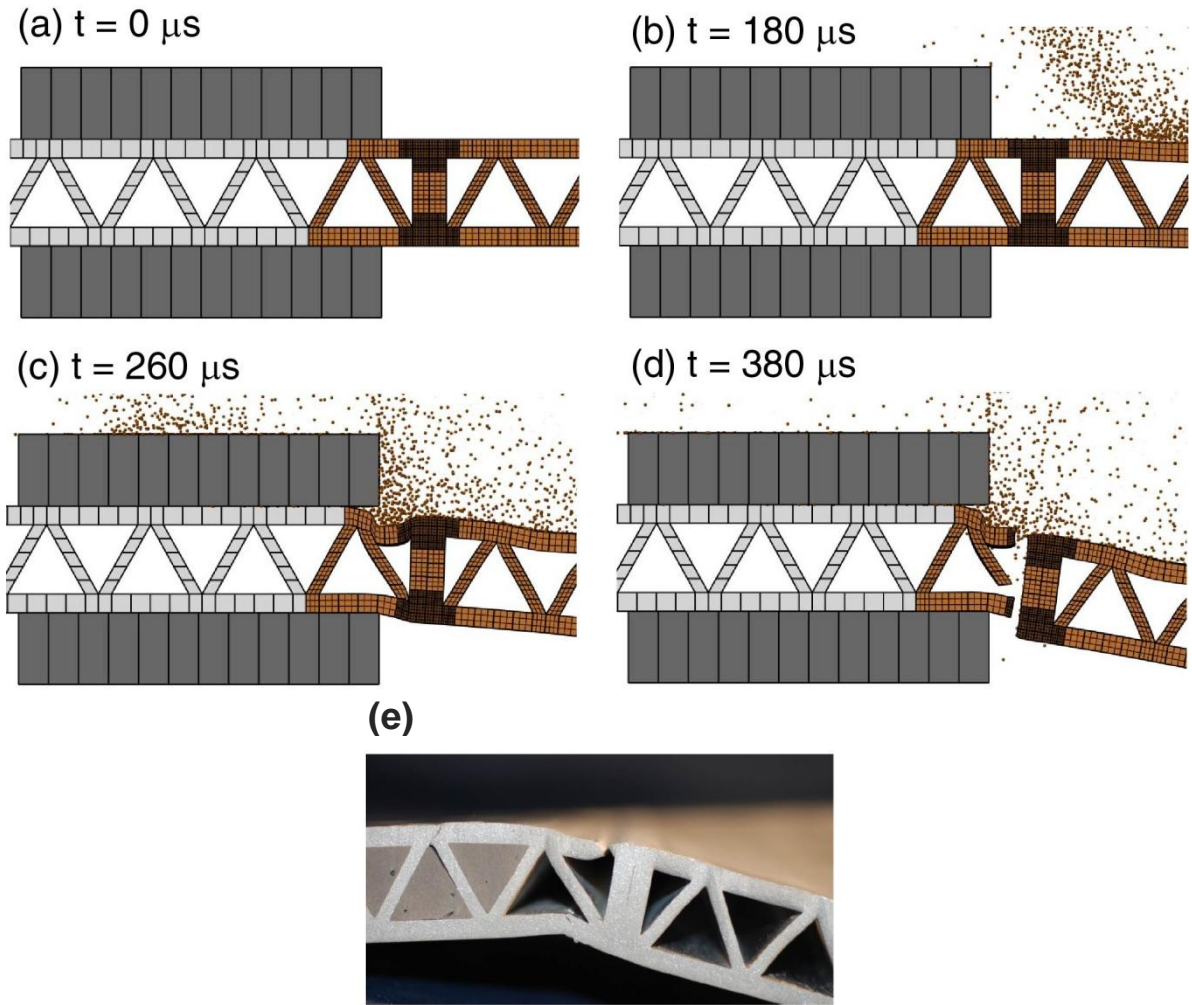 (a) t = 0 μs
(b) t = 180 μs
(c) t = 260 μs
(d) t = 380 μs
(e)